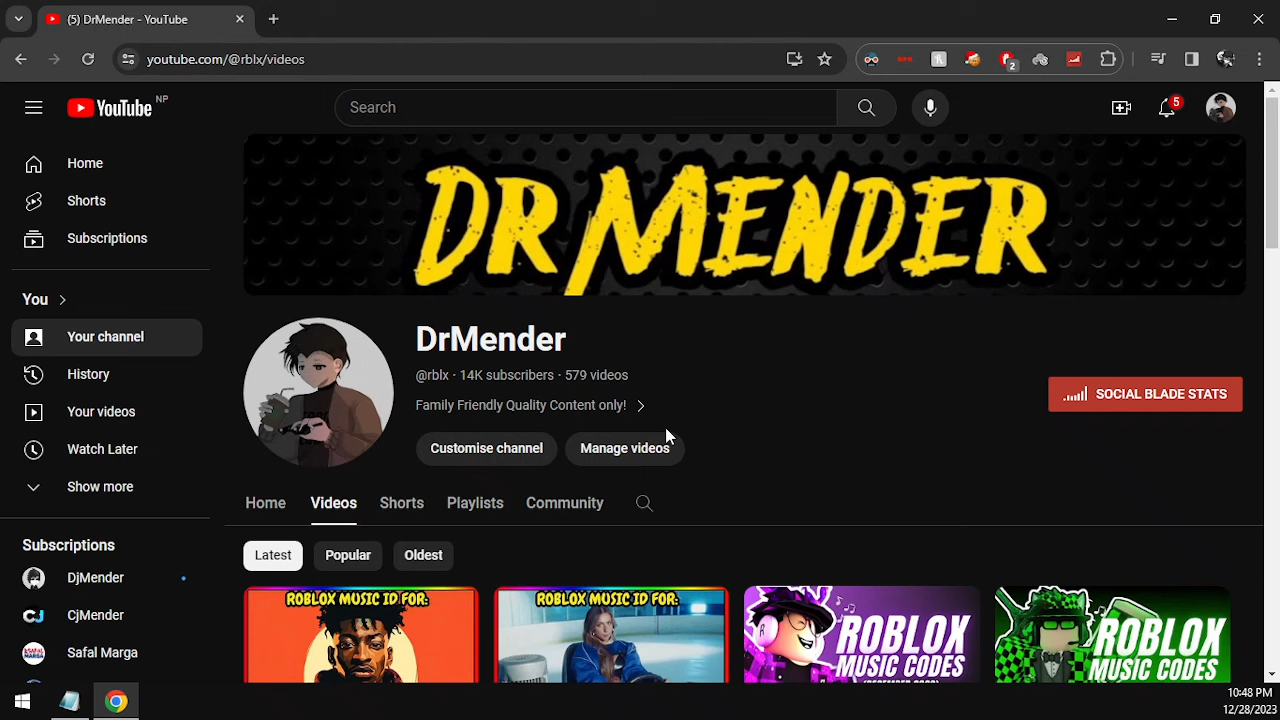 (5) DrMender - YouTube
youtube.com/@rblx/videos
2
YouTube NP
Search
5
Home
Shorts
Subscriptions
You
Your channel
History
Your videos
Watch Later
Show more
Subscriptions
DjMender
CjMender
Safal Marga
DRMENDER
DrMender
@rblx · 14K subscribers · 579 videos
Family Friendly Quality Content only!
Customise channel
Manage videos
SOCIAL BLADE STATS
Home
Videos
Shorts
Playlists
Community
Latest
Popular
Oldest
ROBLOX MUSIC ID FOR:
ROBLOX MUSIC ID FOR:
ROBLOX
MUSIC CODES
ROBLOX
MUSIC CODES
10:48 PM
12/28/2023